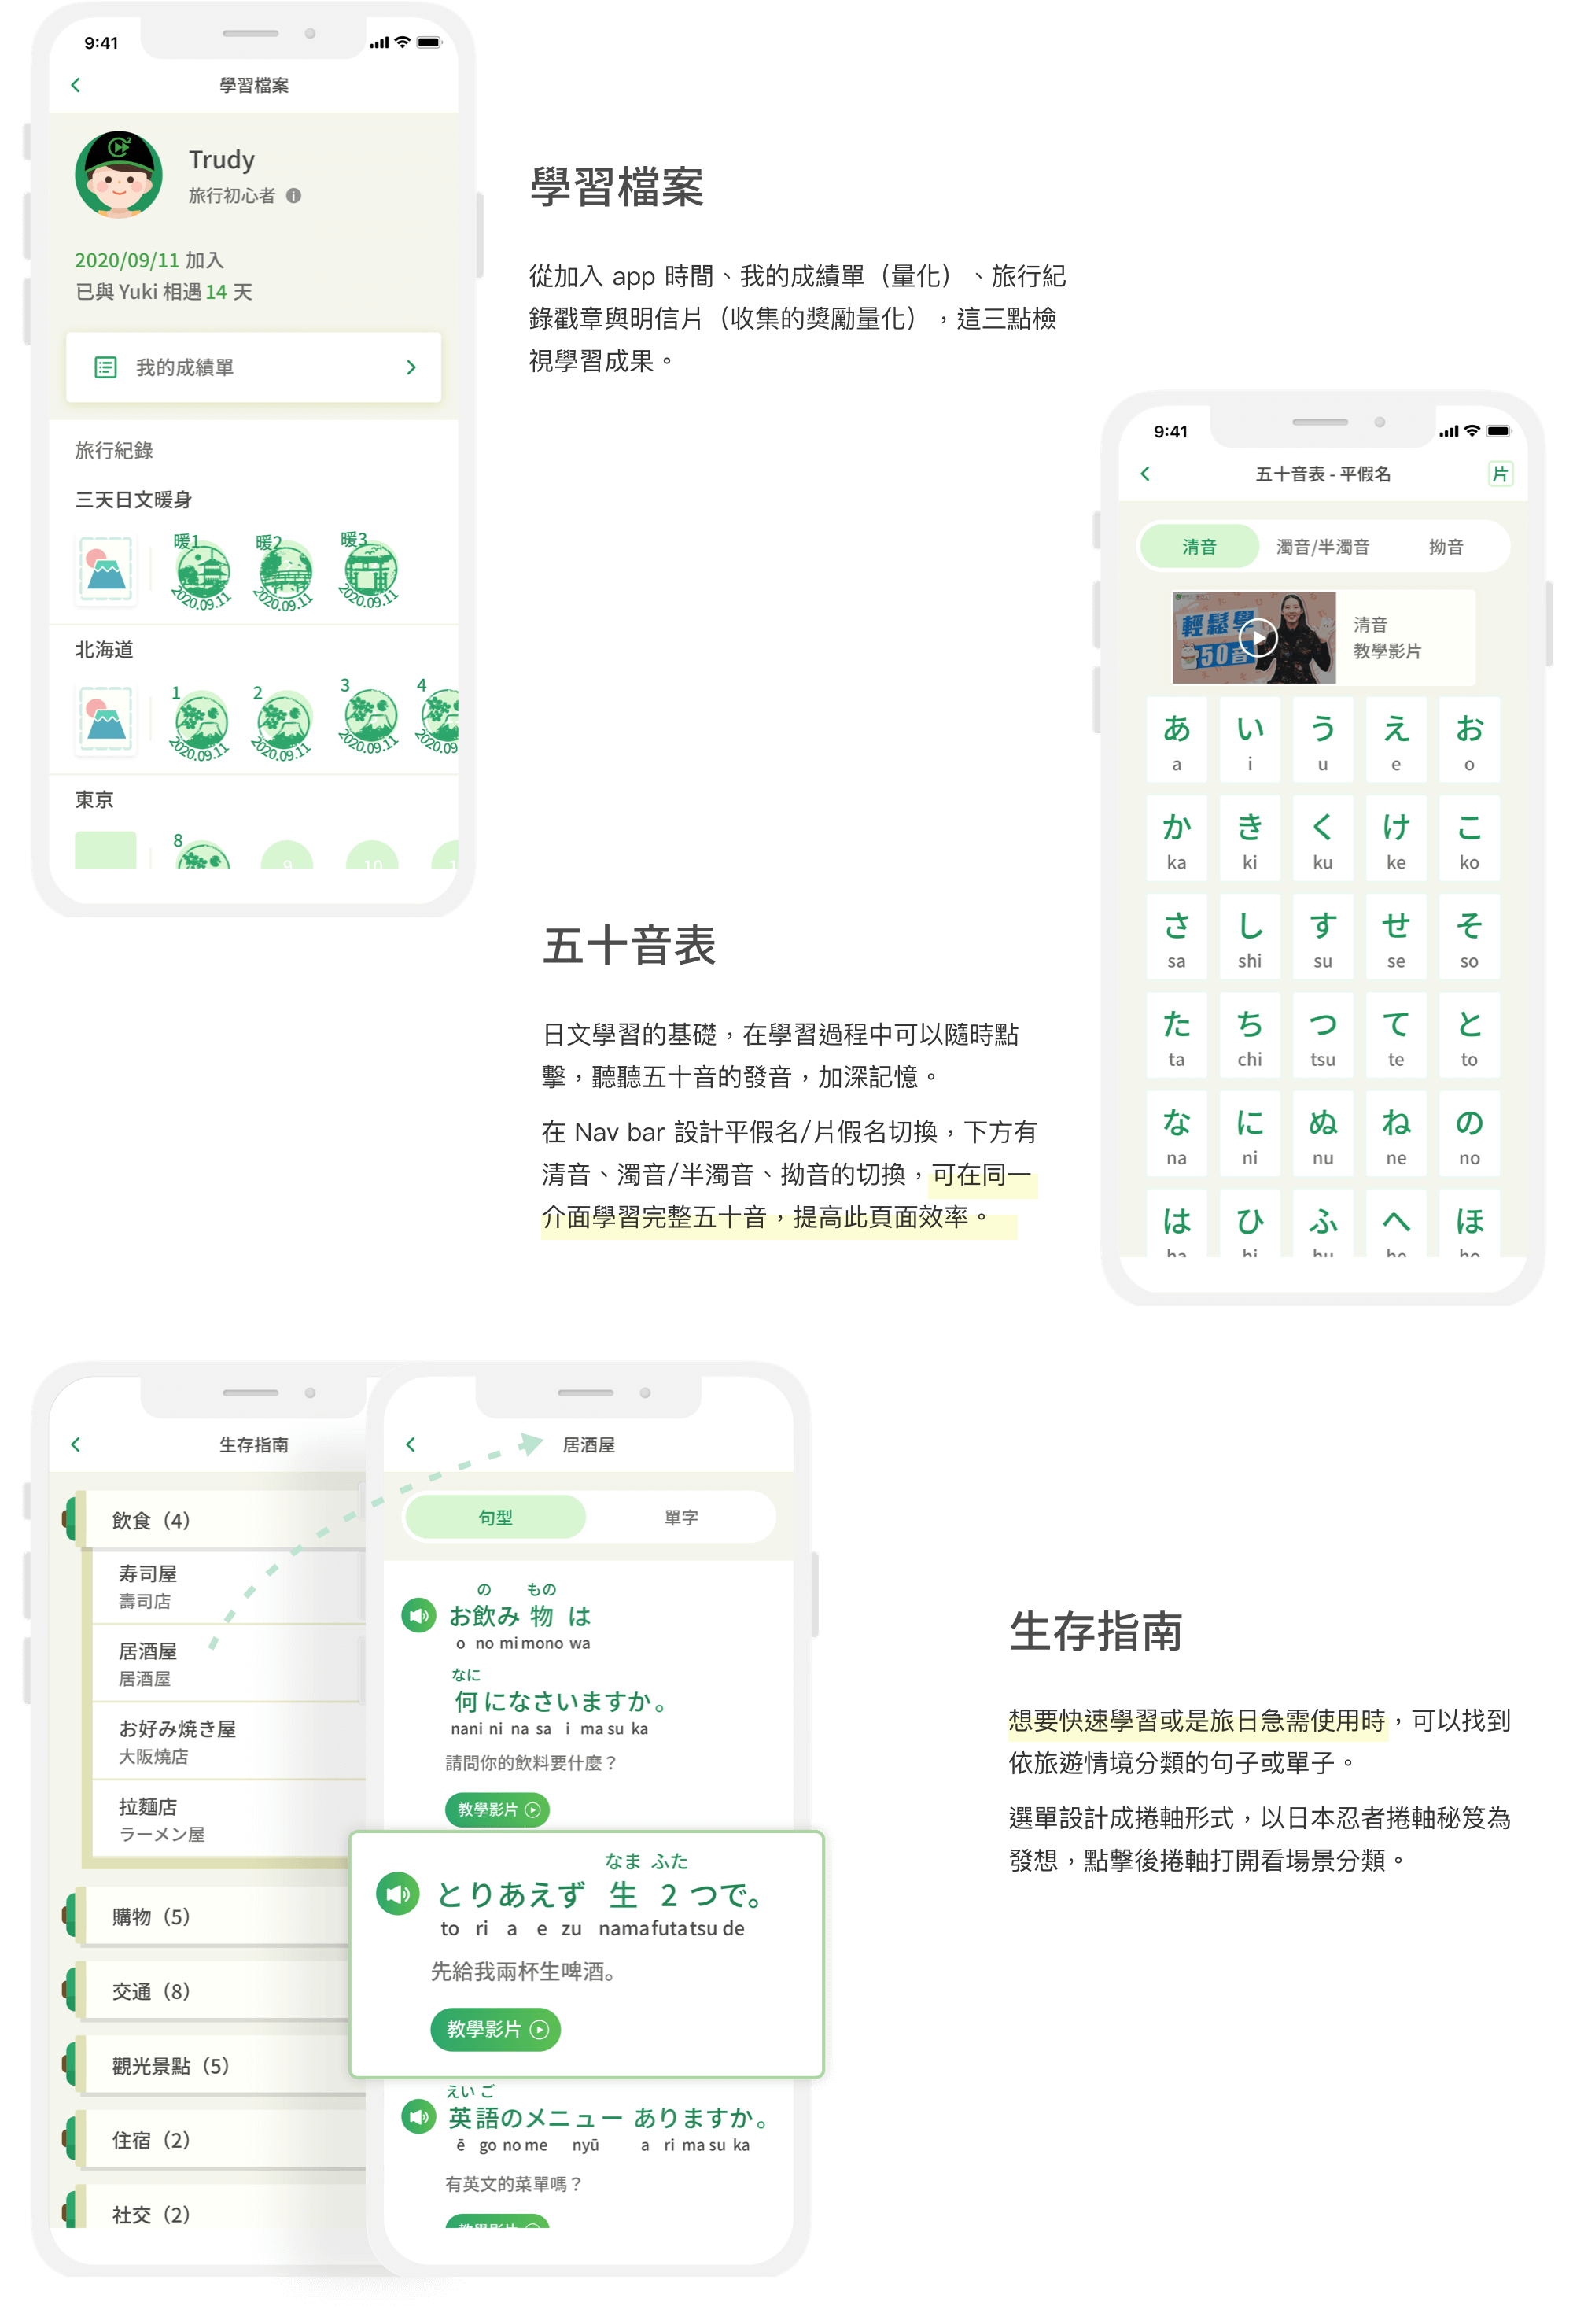 9:41
學習檔案
Trudy
旅行初心者
2020/09/11 加入
已與 Yuki 相遇 14 天
我的成績單
旅行紀錄
三天日文暖身
暖1 暖2 暖3
2020.09.11 2020.09.11 2020.09.11
北海道
1 2 3 4
2020.09.11 2020.09.11 2020.09.11 2020.09
東京
8 9 10
學習檔案
從加入 app 時間、我的成績單（量化）、旅行紀
錄戳章與明信片（收集的獎勵量化），這三點檢
視學習成果。
9:41
五十音表 - 平假名 片
清音 濁音/半濁音 拗音
輕鬆學
50音
清音
教學影片
あ い う え お
a i u e o
か き く け こ
ka ki ku ke ko
さ し す せ そ
sa shi su se so
た ち つ て と
ta chi tsu te to
な に ぬ ね の
na ni nu ne no
は ひ ふ へ ほ
ha hi hu he ho
五十音表
日文學習的基礎，在學習過程中可以隨時點
擊，聽聽五十音的發音，加深記憶。
在 Nav bar 設計平假名/片假名切換，下方有
清音、濁音/半濁音、拗音的切換，可在同一
介面學習完整五十音，提高此頁面效率。
生存指南
飲食（4）
寿司屋
壽司店
居酒屋
居酒屋
お好み焼き屋
大阪燒店
拉麵店
ラーメン屋
購物（5）
交通（8）
觀光景點（5）
住宿（2）
社交（2）
居酒屋
句型 單字
の もの
お飲み 物 は
o no mi mono wa
なに
何 になさいますか。
nani ni na sa i ma su ka
請問你的飲料要什麼？
教學影片
なま ふた
とりあえず 生 2 つで。
to ri a e zu nama futa tsu de
先給我兩杯生啤酒。
教學影片
えい ご
英語のメニュー ありますか。
ē go no me nyū a ri ma su ka
有英文的菜單嗎？
教學影片
生存指南
想要快速學習或是旅日急需使用時，可以找到
依旅遊情境分類的句子或單子。
選單設計成捲軸形式，以日本忍者捲軸秘笈為
發想，點擊後捲軸打開看場景分類。